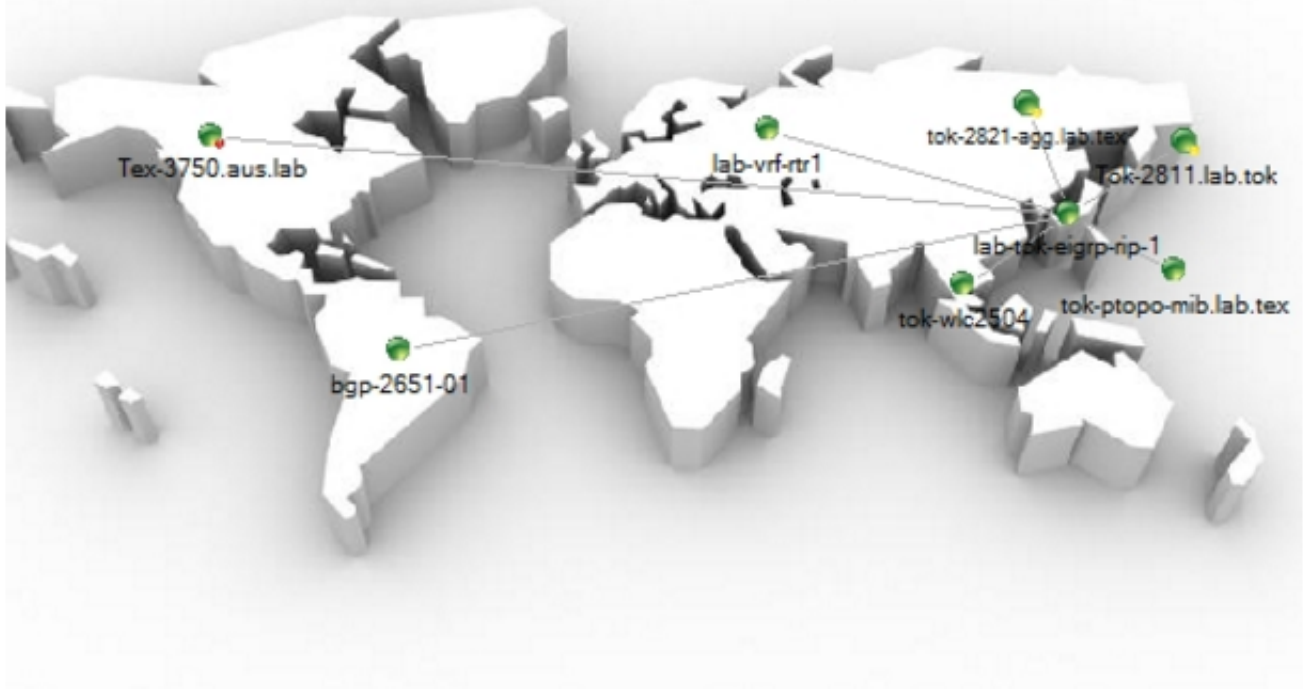 tok-2821-agg.lab.tex
Tex-3750.aus.lab
lab-vrf-rtr1
Tok-2811.lab.tok
lab-tok-eigrp-rip-1
tok-wlc2504
tok-ptopo-mib.lab.tex
bgp-2651-01